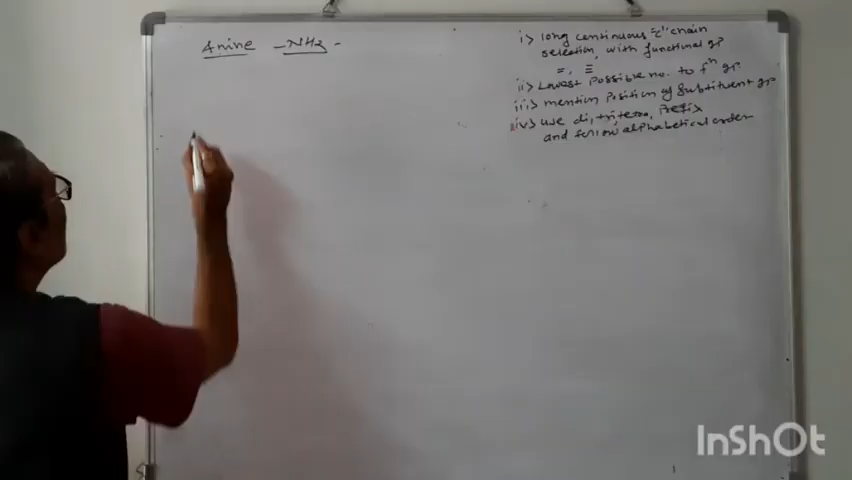 Amine -NH2-
i> long continuous "C" chain
selection, with functional gp
=, ≡
ii> Lowest possible no. to fⁿ gp
iii> mention position of substituent gp
iv> use di, tri, tetra, Prefix
and follow alphabetical order
InShOt